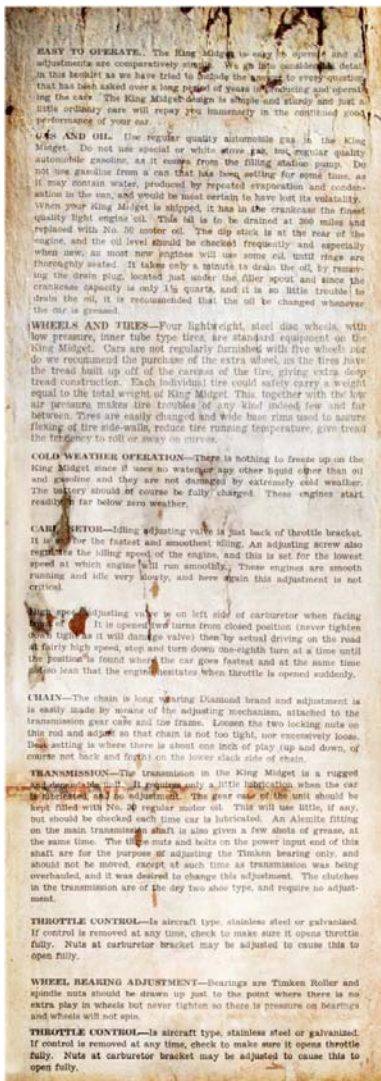 EASY TO OPERATE. The King Midget is easy to operate and all
adjustments are comparatively simple. We go into considerable detail
in this booklet as we have tried to include the answer to every question
that has been asked over a long period of years in producing and operat-
ing the cars. The King Midget design is simple and sturdy and just a
little ordinary care will repay you immensely in the continued good
performance of your car.
GAS AND OIL. Use regular quality automobile gas in the King
Midget. Do not use special or white stove gas, but regular quality
automobile gasoline, as it comes from the filling station pump. Do
not use gasoline from a can that has been setting for some time, as
it may contain water, produced by repeated evaporation and conden-
sation in the can, and would be most certain to have lost its volatality.
When your King Midget is shipped, it has in the crankcase the finest
quality light engine oil. This oil is to be drained at 200 miles and
replaced with No. 30 motor oil. The dip stick is at the rear of the
engine, and the oil level should be checked frequently and especially
when new, as most new engines will use some oil until rings are
thoroughly seated. It takes only a minute to drain the oil, by remov-
ing the drain plug, located just under the filler spout and since the
crankcase capacity is only 1½ quarts, and it is so little trouble to
drain the oil, it is recommended that the oil be changed whenever
the car is greased.
WHEELS AND TIRES—Four lightweight, steel disc wheels, with
low pressure, inner tube type tires, are standard equipment on the
King Midget. Cars are not regularly furnished with five wheels nor
do we recommend the purchase of the extra wheel, as the tires have
the tread built up off of the carcass of the tire, giving extra deep
tread construction. Each individual tire could safely carry a weight
equal to the total weight of King Midget. This together with the low
air pressure, makes tire troubles of any kind indeed few and far
between. Tires are easily changed and wide base rims used to assure
flexing of tire side-walls, reduce tire running temperature, give tread
the tendency to roll or sway on curves.
COLD WEATHER OPERATION—There is nothing to freeze up on the
King Midget since it uses no water or any other liquid other than oil
and gasoline and they are not damaged by extremely cold weather.
The battery should of course be fully charged. These engines start
readily in far below zero weather.
CARBURETOR—Idling adjusting valve is just back of throttle bracket.
It is for the fastest and smoothest idling. An adjusting screw also
regulates the idling speed of the engine, and this is set for the lowest
speed at which engine will run smoothly. These engines are smooth
running and idle very slowly, and here again this adjustment is not
critical.
High speed adjusting valve is on left side of carburetor when facing
of It is opened two turns from closed position (never tighten
down tight as it will damage valve) then by actual driving on the road
at fairly high speed, stop and turn down one-eighth turn at a time until
the position is found where the car goes fastest and at the same time
not so lean that the engine hesitates when throttle is opened suddenly.
CHAIN—The chain is long wearing Diamond brand and adjustment is
is easily made by means of the adjusting mechanism, attached to the
transmission gear case and the frame. Loosen the two locking nuts on
this rod and adjust so that chain is not too tight, nor excessively loose.
Best setting is where there is about one inch of play (up and down, of
course not back and forth) on the lower slack side of chain.
TRANSMISSION—The transmission in the King Midget is a rugged
and dependable unit. It requires only a little lubrication when the car
is lubricated and no adjustment. The gear case of the unit should be
kept filled with No. 30 regular motor oil. This will use little, if any,
but should be checked each time car is lubricated. An Alemite fitting
on the main transmission shaft is also given a few shots of grease, at
the same time. The three nuts and bolts on the power input end of this
shaft are for the purpose of adjusting the Timken bearing only, and
should not be moved, except at such time as transmission was being
overhauled, and it was desired to change this adjustment. The clutches
in the transmission are of the dry two shoe type, and require no adjust-
ment.
THROTTLE CONTROL—Is aircraft type, stainless steel or galvanized.
If control is removed at any time, check to make sure it opens throttle
fully. Nuts at carburetor bracket may be adjusted to cause this to
open fully.
WHEEL BEARING ADJUSTMENT—Bearings are Timken Roller and
spindle nuts should be drawn up just to the point where there is no
extra play in wheels but never tighten so there is pressure on bearings
and wheels will not spin.
THROTTLE CONTROL—Is aircraft type, stainless steel or galvanized.
If control is removed at any time, check to make sure it opens throttle
fully. Nuts at carburetor bracket may be adjusted to cause this to
open fully.